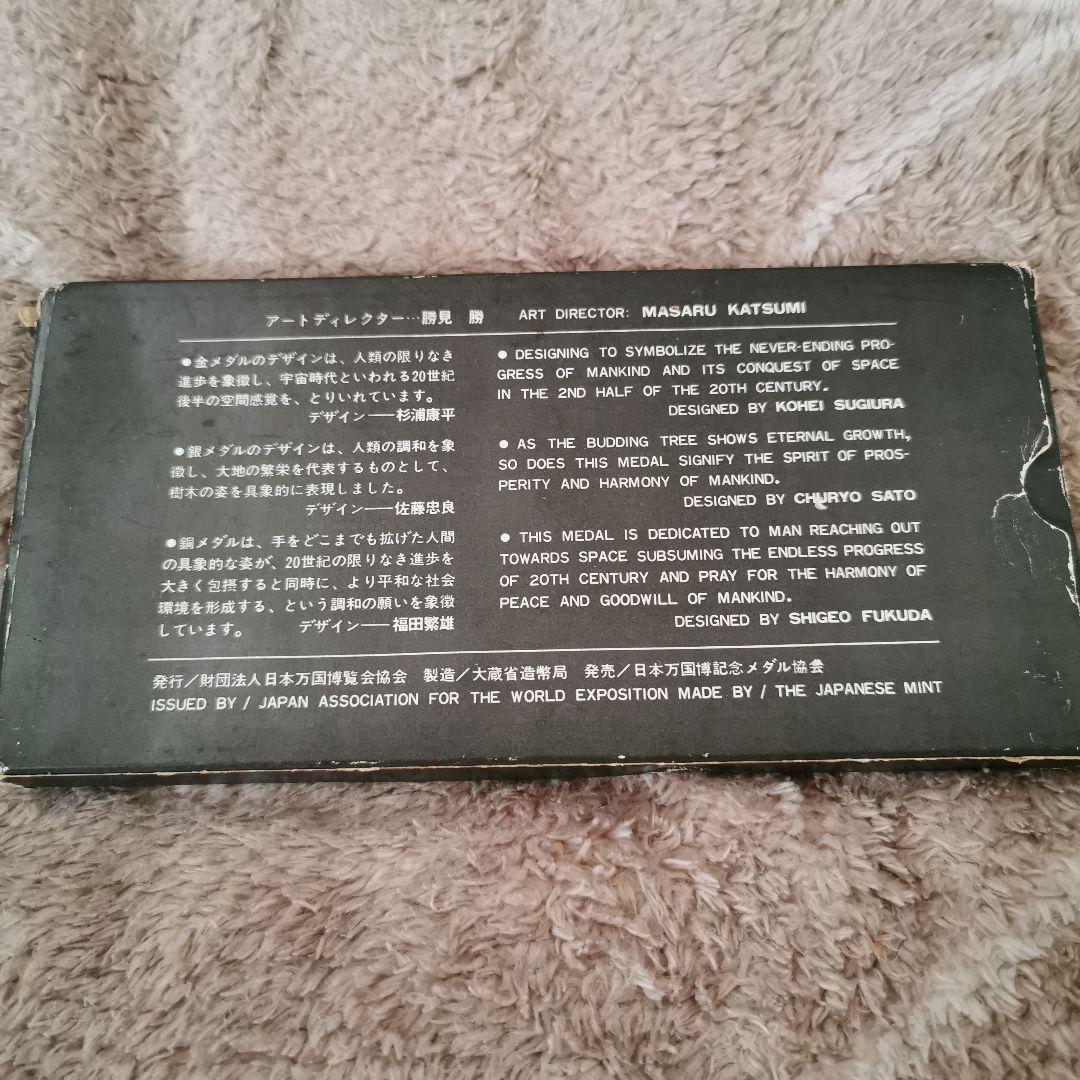 アートディレクター…勝見 勝 ART DIRECTOR: MASARU KATSUMI
●金メダルのデザインは、人類の限りなき
進歩を象徴し、宇宙時代といわれる20世紀
後半の空間感覚を、とりいれています。
デザイン――杉浦康平
●銀メダルのデザインは、人類の調和を象
徴し、大地の繁栄を代表するものとして、
樹木の姿を具象的に表現しました。
デザイン――佐藤忠良
●銅メダルは、手をどこまでも拡げた人間
の具象的な姿が、20世紀の限りなき進歩を
大きく包摂すると同時に、より平和な社会
環境を形成する、という調和の願いを象徴
しています。 デザイン――福田繁雄
● DESIGNING TO SYMBOLIZE THE NEVER-ENDING PRO-
GRESS OF MANKIND AND ITS CONQUEST OF SPACE
IN THE 2ND HALF OF THE 20TH CENTURY.
DESIGNED BY KOHEI SUGIURA
● AS THE BUDDING TREE SHOWS ETERNAL GROWTH,
SO DOES THIS MEDAL SIGNIFY THE SPIRIT OF PROS-
PERITY AND HARMONY OF MANKIND.
DESIGNED BY CHURYO SATO
● THIS MEDAL IS DEDICATED TO MAN REACHING OUT
TOWARDS SPACE SUBSUMING THE ENDLESS PROGRESS
OF 20TH CENTURY AND PRAY FOR THE HARMONY OF
PEACE AND GOODWILL OF MANKIND.
DESIGNED BY SHIGEO FUKUDA
発行/財団法人日本万国博覧会協会 製造/大蔵省造幣局 発売/日本万国博記念メダル協会
ISSUED BY / JAPAN ASSOCIATION FOR THE WORLD EXPOSITION MADE BY / THE JAPANESE MINT